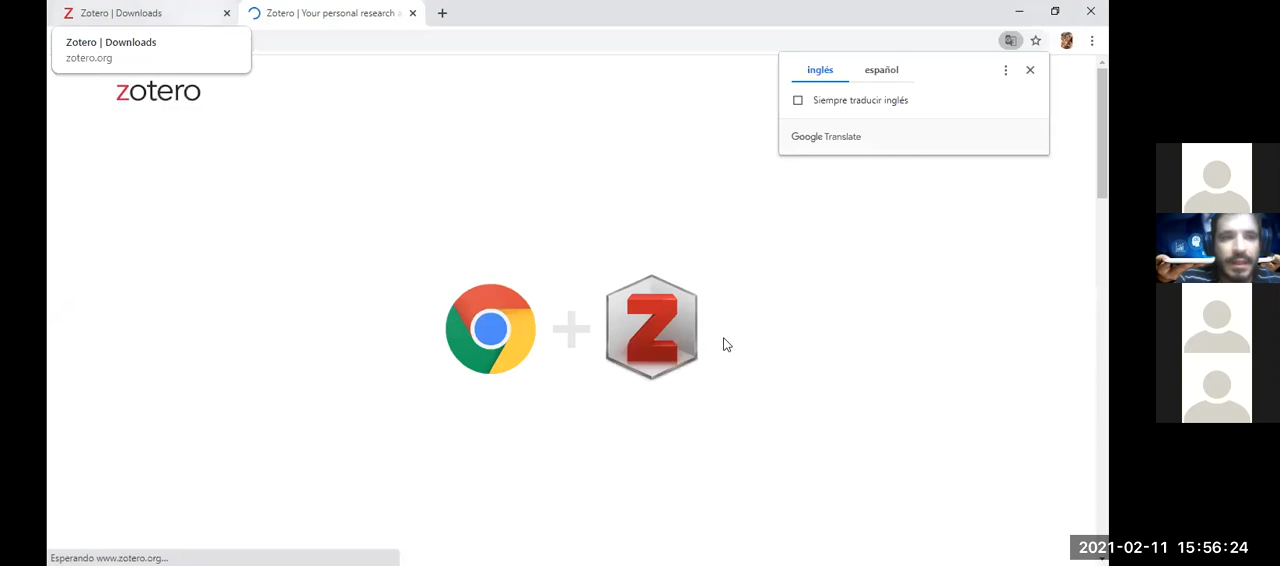 Zotero | Downloads
Zotero | Your personal research a
Zotero | Downloads
zotero.org
zotero
inglés
español
Siempre traducir inglés
Google Translate
Z
Esperando www.zotero.org...
2021-02-11 15:56:24